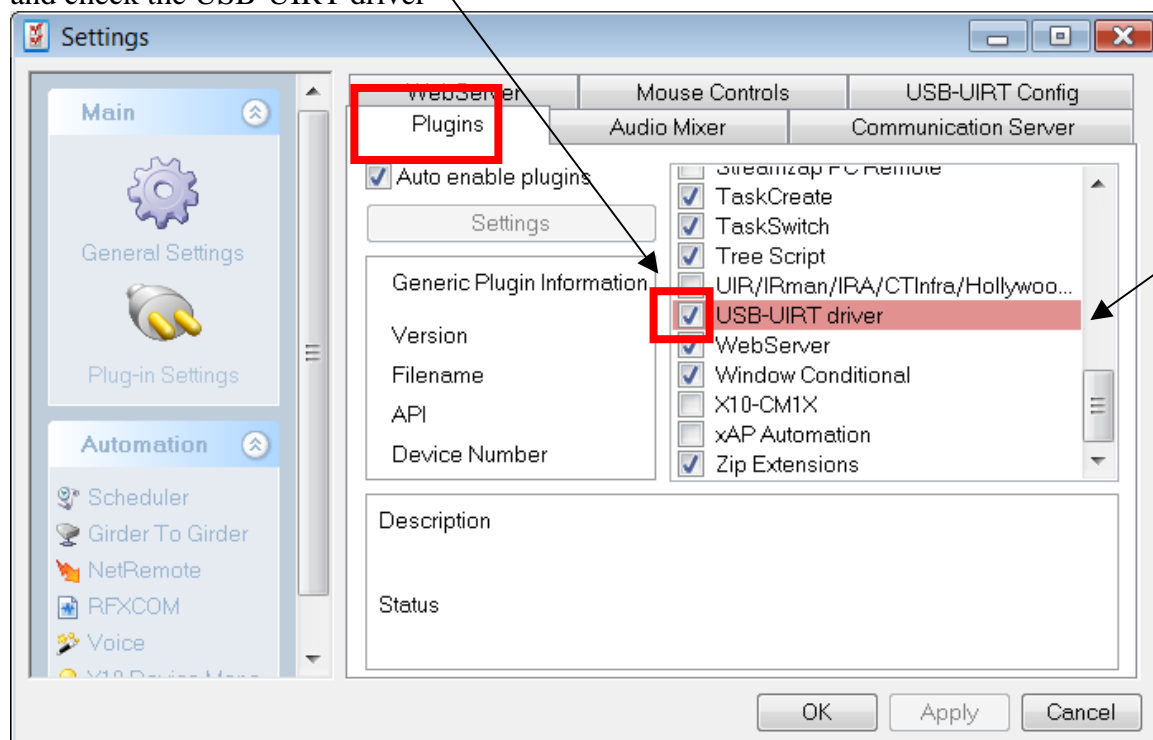 and check the USB-UIRT driver
Settings
Main
General Settings
Plug-in Settings
Automation
Scheduler
Girder To Girder
NetRemote
RFXCOM
Voice
X10 Device Mana
WebServer
Mouse Controls
USB-UIRT Config
Plugins
Audio Mixer
Communication Server
Auto enable plugins
Settings
Generic Plugin Information
Version
Filename
API
Device Number
Streamzap PC Remote
TaskCreate
TaskSwitch
Tree Script
UIR/IRman/IRA/CTInfra/Hollywoo...
USB-UIRT driver
WebServer
Window Conditional
X10-CM1X
xAP Automation
Zip Extensions
Description
Status
OK
Apply
Cancel